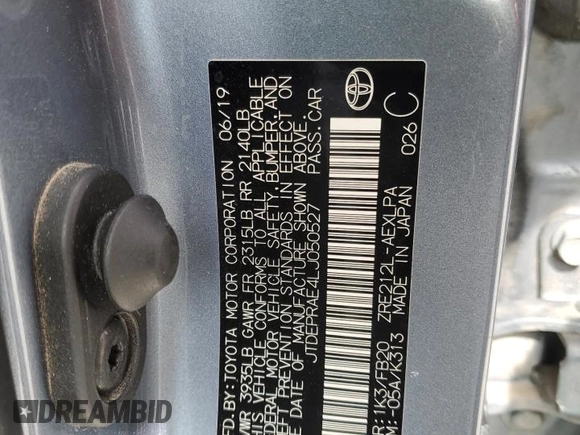 MFD.BY:TOYOTA MOTOR CORPORATION 06/19
GVWR 3935LB GAWR FR 2315LB RR 2140LB
THIS VEHICLE CONFORMS TO ALL APPLICABLE
FEDERAL MOTOR VEHICLE SAFETY, BUMPER, AND
THEFT PREVENTION STANDARDS IN EFFECT ON
THE DATE OF MANUFACTURE SHOWN ABOVE.
JTDEPRAE4LJ050527 PASS.CAR
R:1K3/FB20 ZRE212L-AEXLPA
M:-05A/K313 MADE IN JAPAN 026
C
DREAMBID